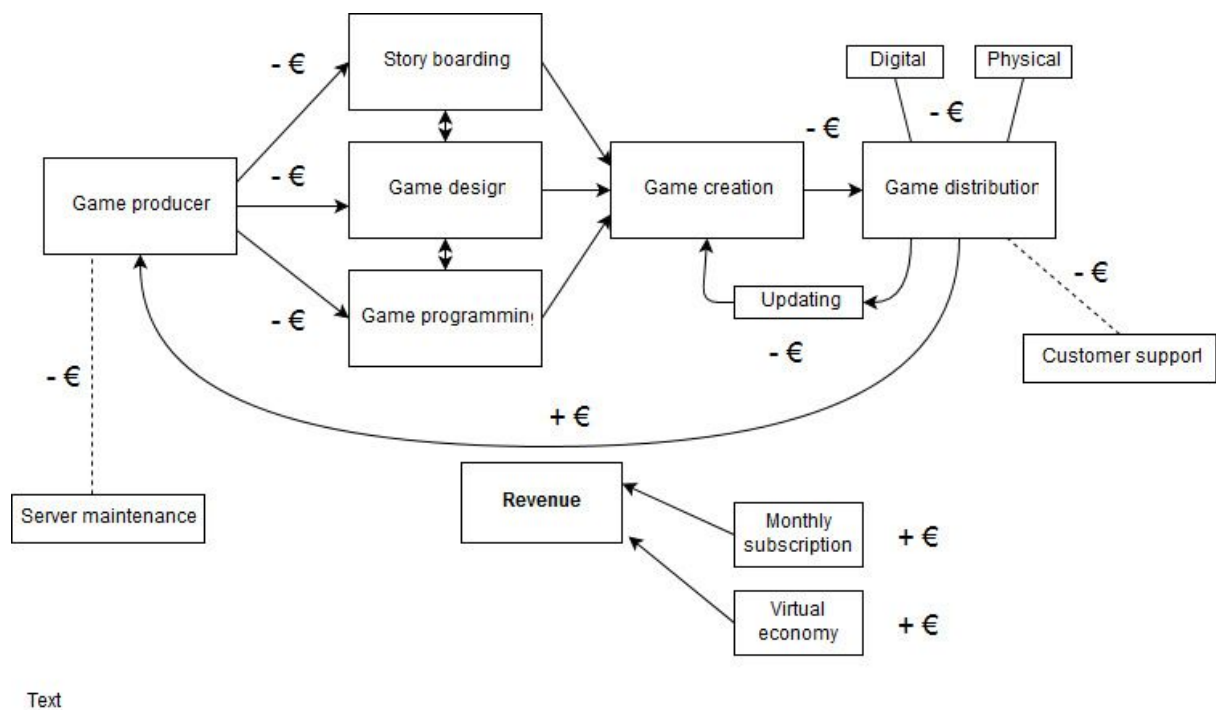 Story boarding
Digital
Physical
- €
- €
- €
Game producer
- €
Game design
Game creation
Game distribution
- €
Game programming
- €
Updating
- €
- €
Customer support
- €
+ €
Server maintenance
Revenue
Monthly
subscription
+ €
Virtual
economy
+ €
Text